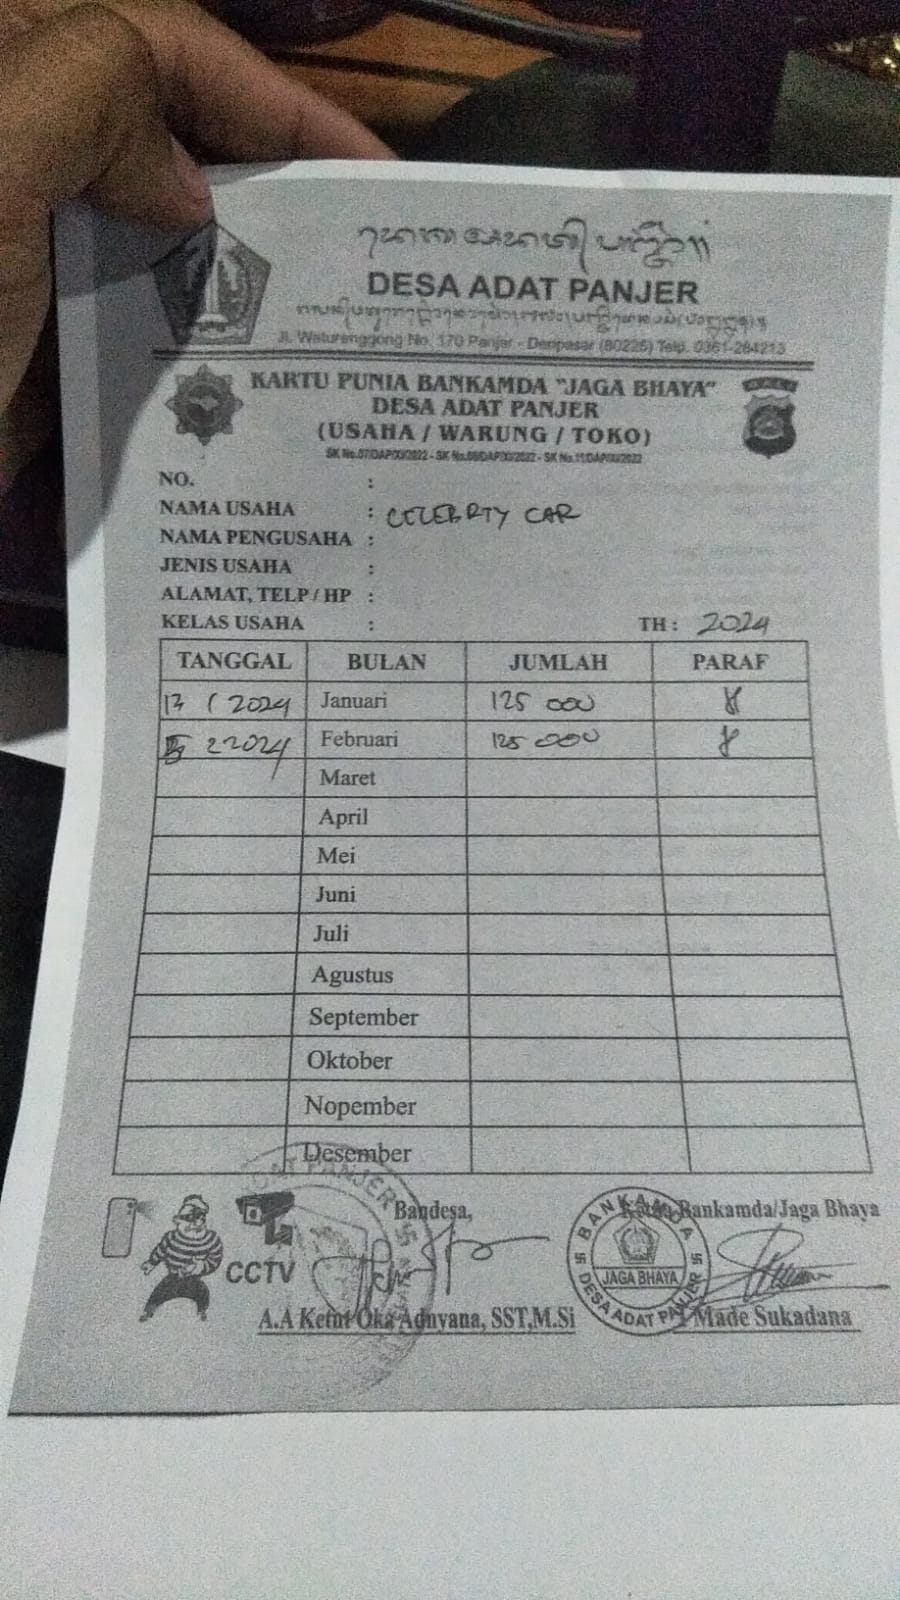 DESA ADAT PANJER
Jl. Waturenggong No. 170 Panjer - Denpasar (80225) Telp. 0361-264213
KARTU PUNIA BANKAMDA "JAGA BHAYA"
DESA ADAT PANJER
(USAHA / WARUNG / TOKO)
NO. :
NAMA USAHA : CELEBRTY CAR
NAMA PENGUSAHA :
JENIS USAHA :
ALAMAT, TELP / HP :
KELAS USAHA : TH : 2024
TANGGAL BULAN JUMLAH PARAF
2024 Januari 125 000
2 2024 Februari 125 000
Maret
April
Mei
Juni
Juli
Agustus
September
Oktober
Nopember
Desember
Bandesa, Bankamda/Jaga Bhaya
CCTV
BANKAMDA
JAGA BHAYA
DESA ADAT PANJER
A.A Ketut Oka Adnyana, SST,M.Si Made Sukadana